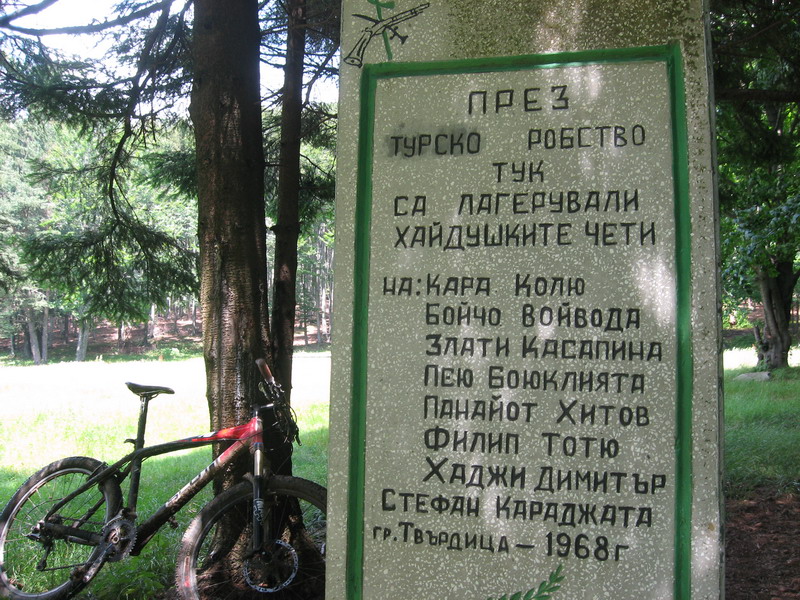 ПРЕЗ
ТУРСКО РОБСТВО
ТУК
СА ЛАГЕРУВАЛИ
ХАЙДУШКИТЕ ЧЕТИ
НА: КАРА КОЛЮ
БОЙЧО ВОЙВОДА
ЗЛАТИ КАСАПИНА
ПЕЮ БОЮКЛИЯТА
ПАНАЙОТ ХИТОВ
ФИЛИП ТОТЮ
ХАДЖИ ДИМИТЪР
СТЕФАН КАРАДЖАТА
ГР. ТВЪРДИЦА – 1968 Г